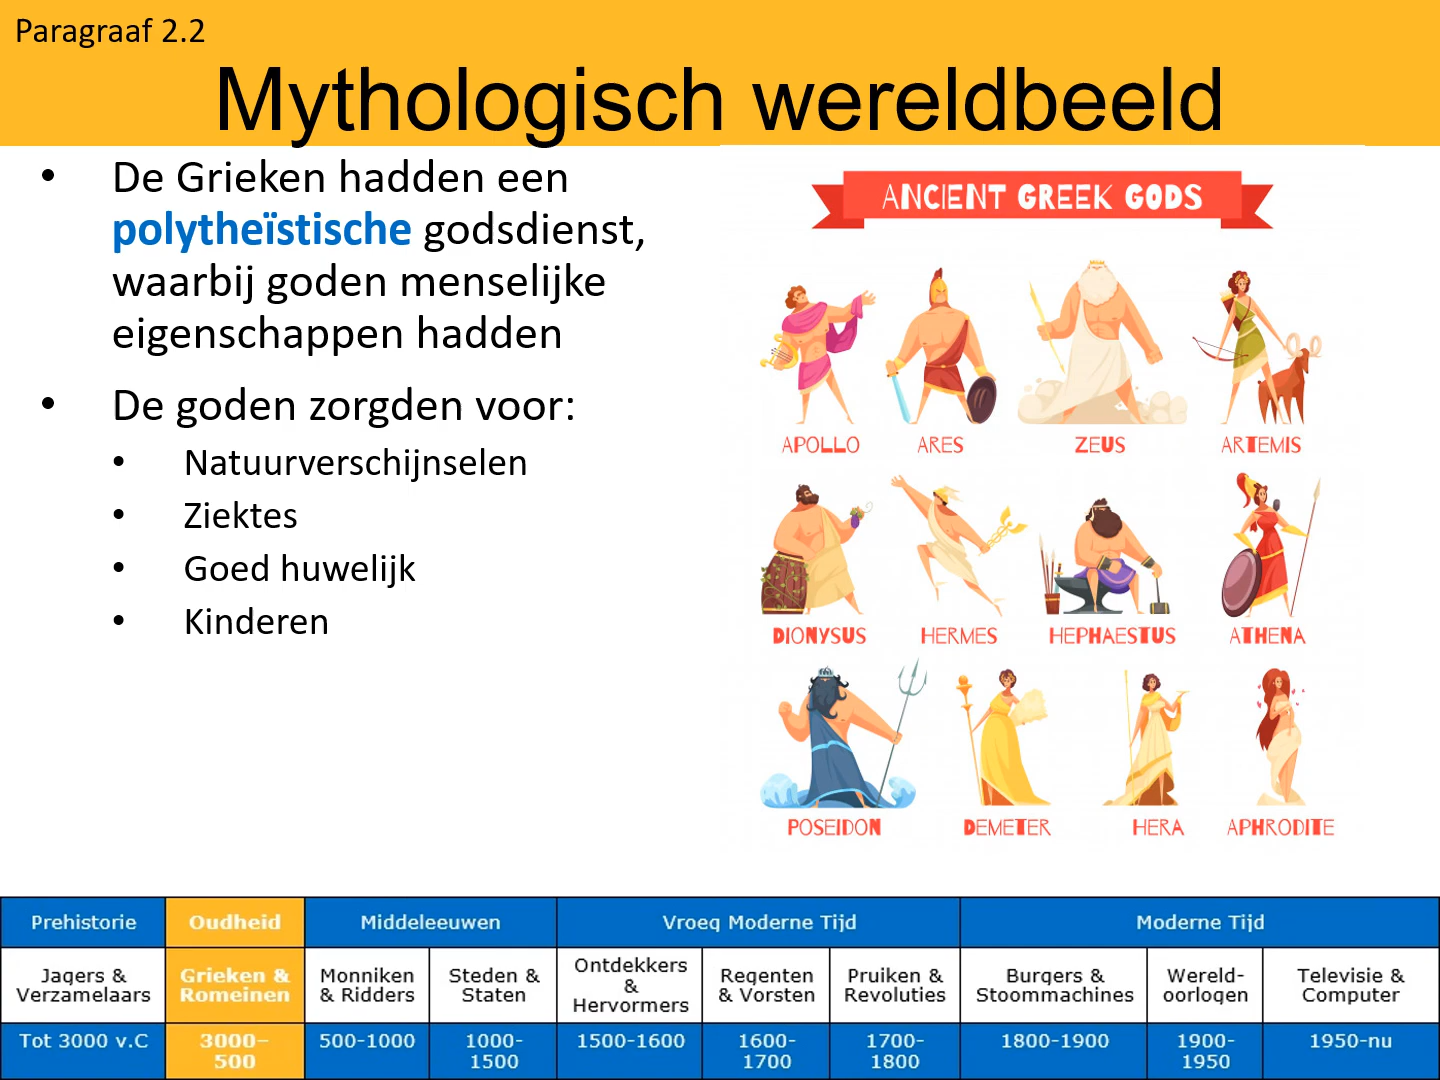 Paragraaf 2.2
Mythologisch wereldbeeld
• De Grieken hadden een
polytheïstische godsdienst,
waarbij goden menselijke
eigenschappen hadden
• De goden zorgden voor:
• Natuurverschijnselen
• Ziektes
• Goed huwelijk
• Kinderen
ANCIENT GREEK GODS
APOLLO ARES ZEUS ARTEMIS
DIONYSUS HERMES HEPHAESTUS ATHENA
POSEIDON DEMETER HERA APHRODITE
Prehistorie Oudheid Middeleeuwen Vroeg Moderne Tijd Moderne Tijd
Jagers &
Verzamelaars
Grieken &
Romeinen
Monniken
& Ridders
Steden &
Staten
Ontdekkers
&
Hervormers
Regenten
& Vorsten
Pruiken &
Revoluties
Burgers &
Stoommachines
Wereld-
oorlogen
Televisie &
Computer
Tot 3000 v.C
3000–
500
500-1000
1000-
1500
1500-1600
1600-
1700
1700-
1800
1800-1900
1900-
1950
1950-nu